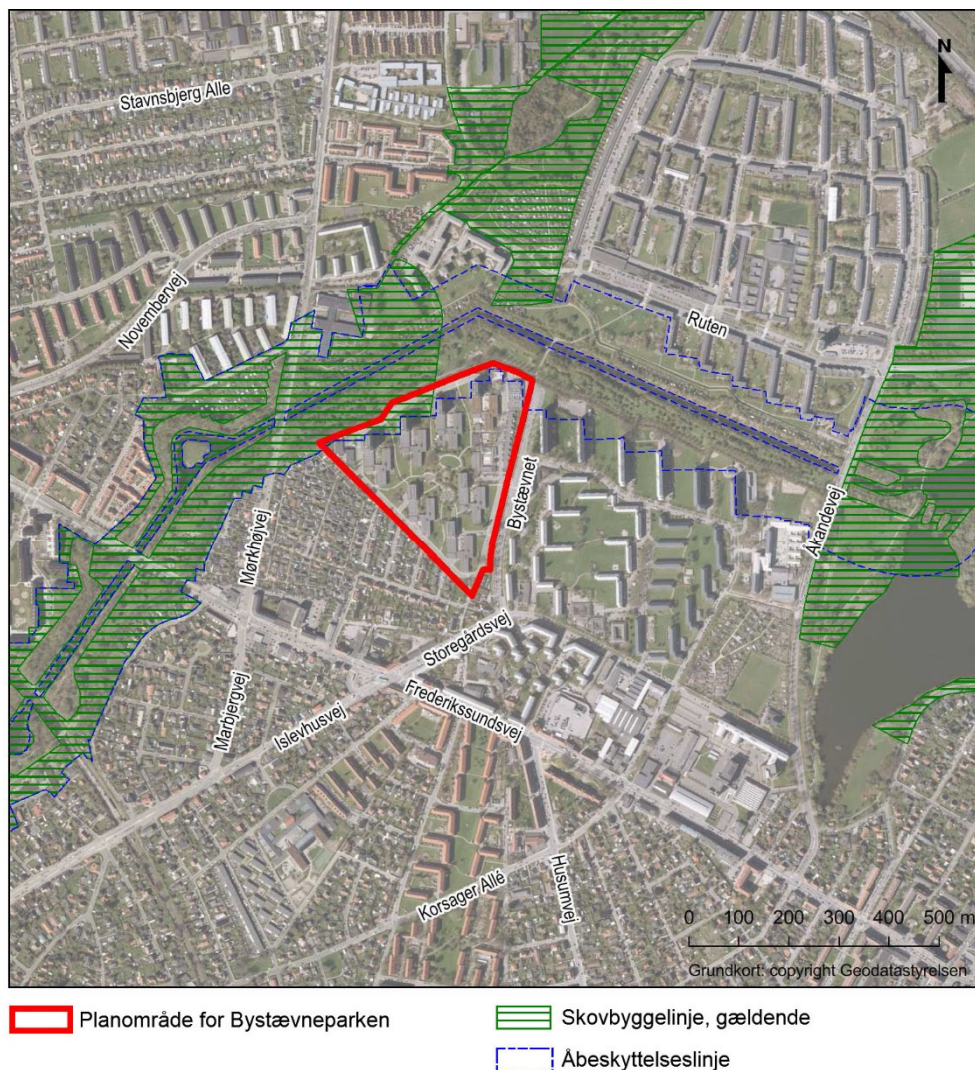 N
Stavnsbjerg Alle
Novembervej
Ruten
Bystævnet
Åkandevej
Mørkhøjvej
Storegårdsvej
Marbjergvej
Islevhusvej
Frederikssundsvej
Korsager Allé
Husumvej
0 100 200 300 400 500 m
Grundkort: copyright Geodatastyrelsen
Planområde for Bystævneparken
Skovbyggelinje, gældende
Åbeskyttelseslinje